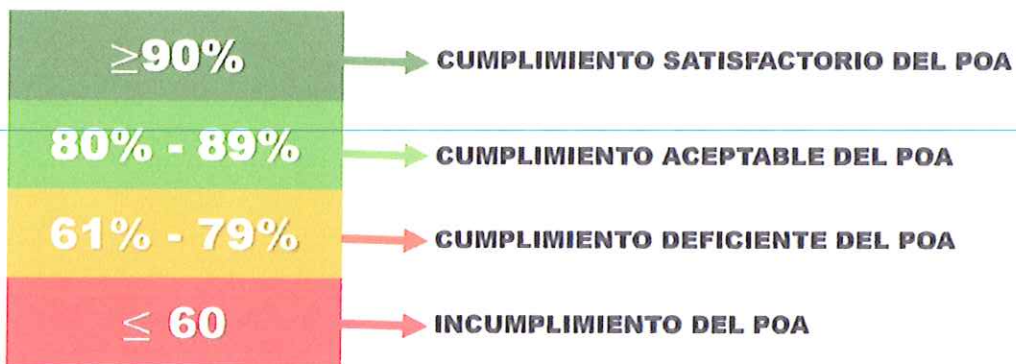 ≥90% CUMPLIMIENTO SATISFACTORIO DEL POA
80% - 89% CUMPLIMIENTO ACEPTABLE DEL POA
61% - 79% CUMPLIMIENTO DEFICIENTE DEL POA
≤ 60 INCUMPLIMIENTO DEL POA